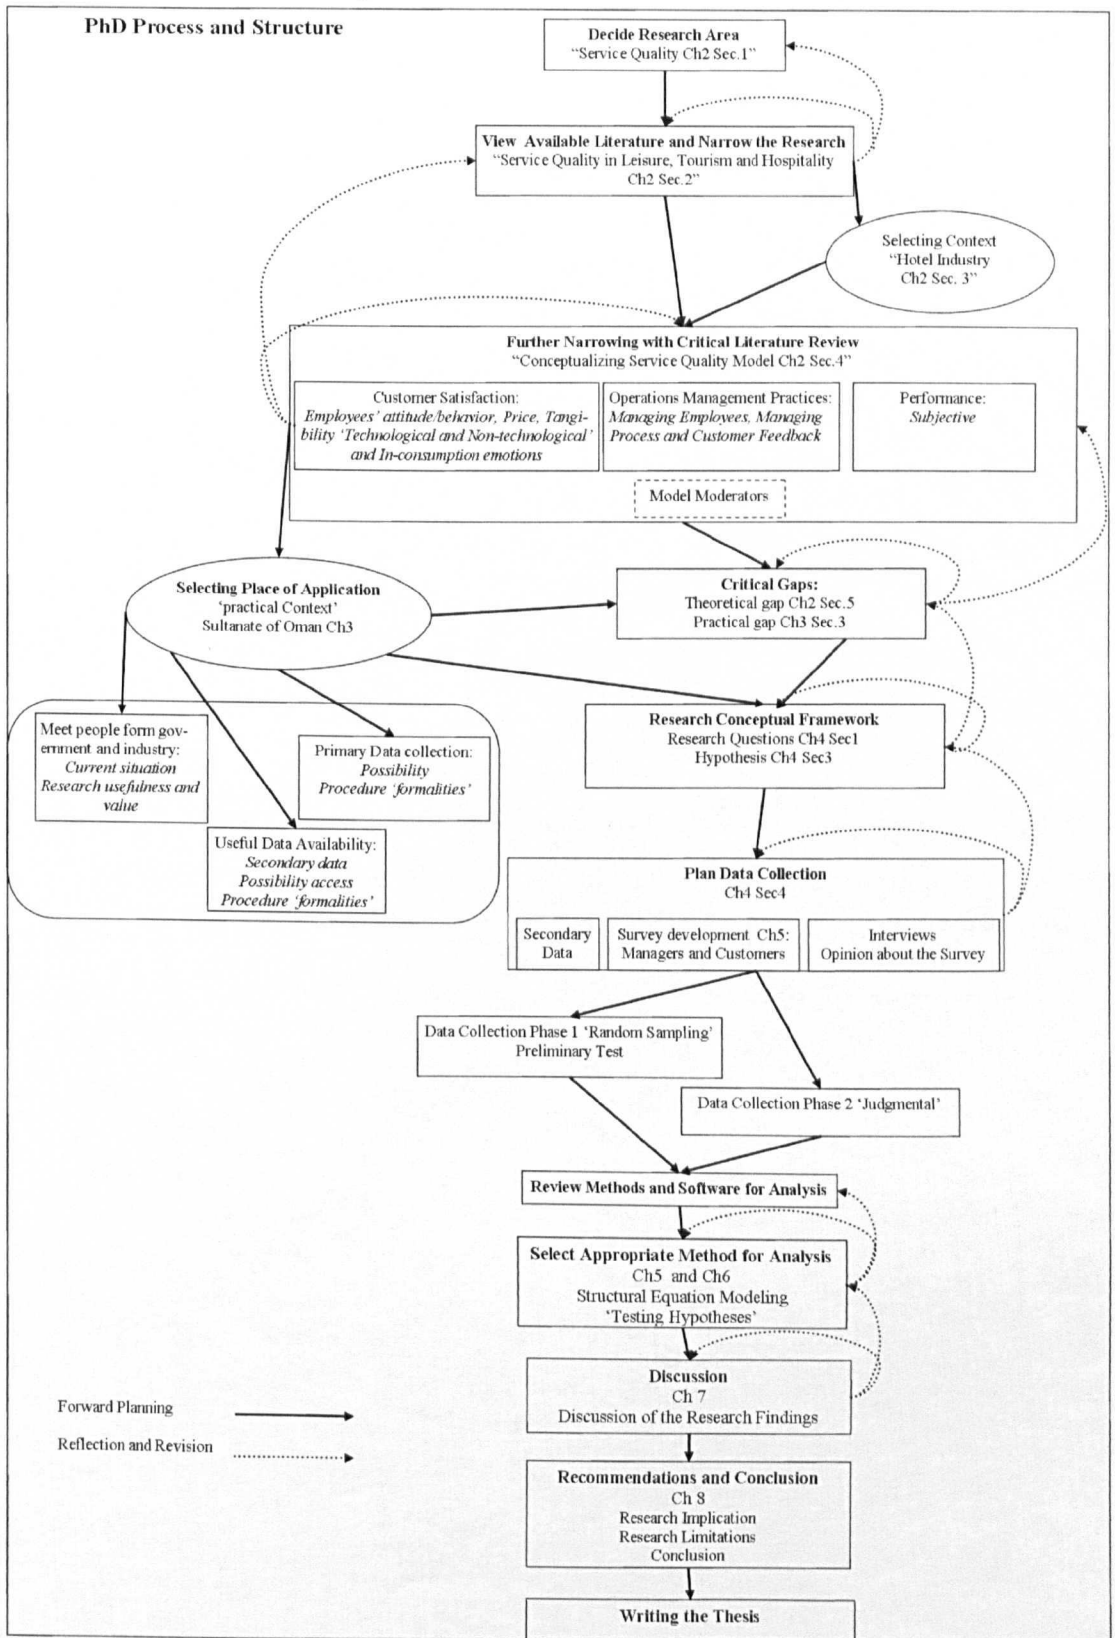 PhD Process and Structure
Decide Research Area
“Service Quality Ch2 Sec.1”
View Available Literature and Narrow the Research
“Service Quality in Leisure, Tourism and Hospitality
Ch2 Sec.2”
Selecting Context
“Hotel Industry
Ch2 Sec. 3”
Further Narrowing with Critical Literature Review
“Conceptualizing Service Quality Model Ch2 Sec.4”
Customer Satisfaction:
Employees’ attitude/behavior, Price, Tangi-
bility ‘Technological and Non-technological’
and In-consumption emotions
Operations Management Practices:
Managing Employees, Managing
Process and Customer Feedback
Performance:
Subjective
Model Moderators
Selecting Place of Application
‘practical Context’
Sultanate of Oman Ch3
Critical Gaps:
Theoretical gap Ch2 Sec.5
Practical gap Ch3 Sec.3
Meet people form gov-
ernment and industry:
Current situation
Research usefulness and
value
Primary Data collection:
Possibility
Procedure ‘formalities’
Useful Data Availability:
Secondary data
Possibility access
Procedure ‘formalities’
Research Conceptual Framework
Research Questions Ch4 Sec1
Hypothesis Ch4 Sec3
Plan Data Collection
Ch4 Sec4
Secondary
Data
Survey development Ch5:
Managers and Customers
Interviews
Opinion about the Survey
Data Collection Phase 1 ‘Random Sampling’
Preliminary Test
Data Collection Phase 2 ‘Judgmental’
Review Methods and Software for Analysis
Select Appropriate Method for Analysis
Ch5 and Ch6
Structural Equation Modeling
‘Testing Hypotheses’
Discussion
Ch 7
Discussion of the Research Findings
Forward Planning
Reflection and Revision
Recommendations and Conclusion
Ch 8
Research Implication
Research Limitations
Conclusion
Writing the Thesis